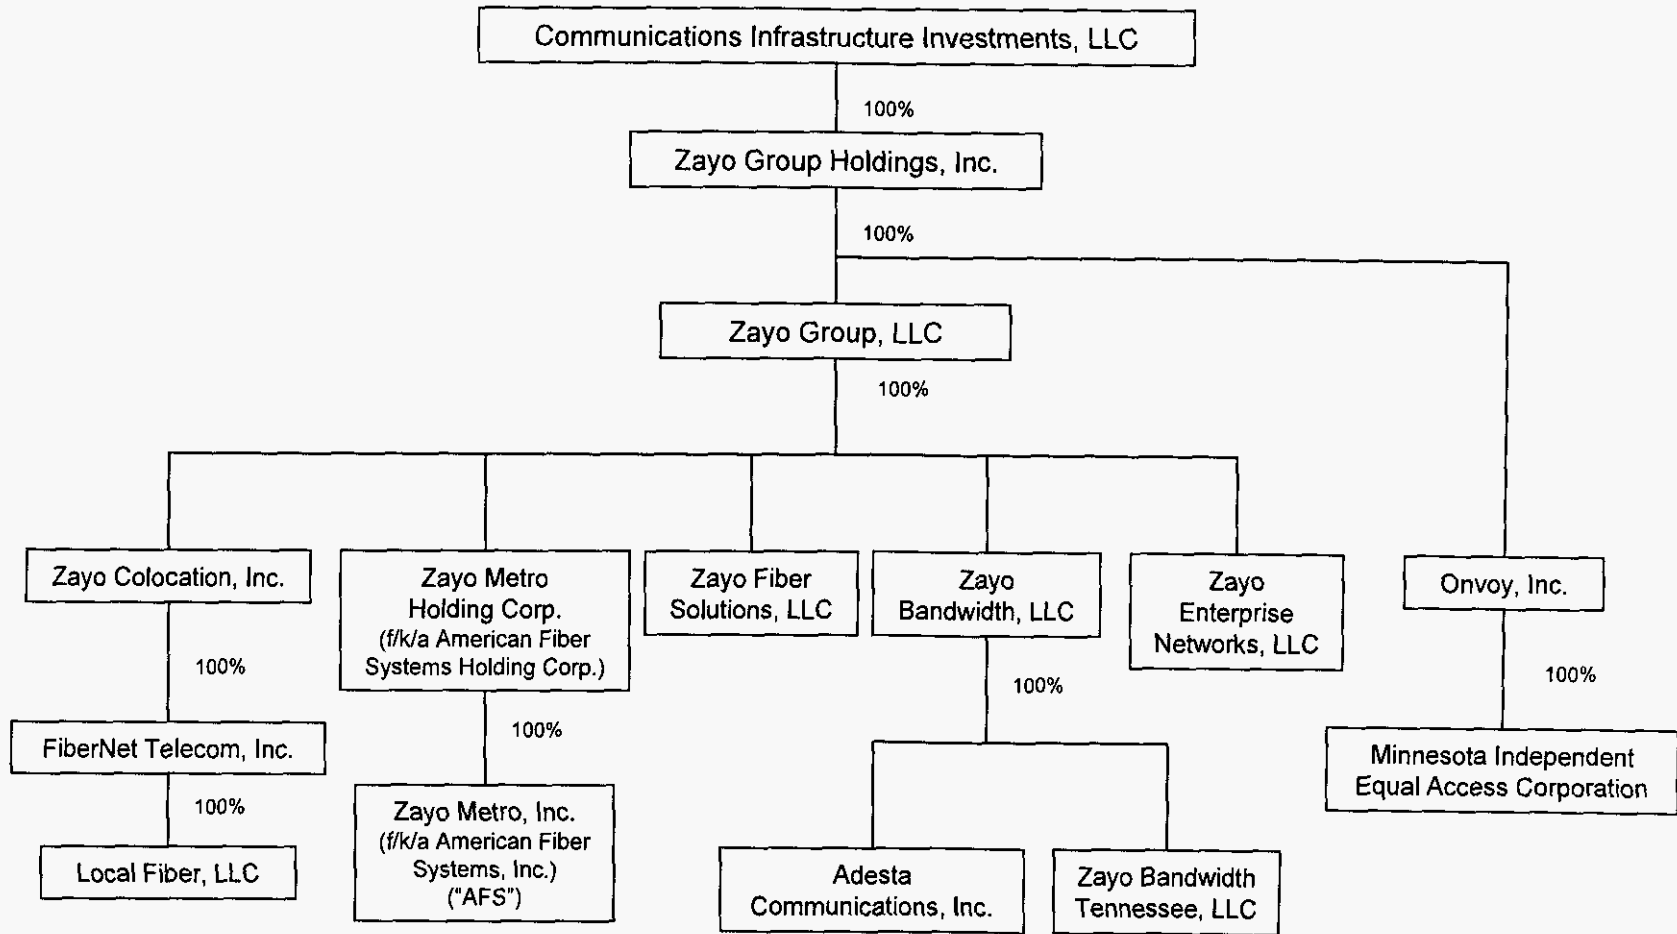 Communications Infrastructure Investments, LLC
100%
Zayo Group Holdings, Inc.
100%
Zayo Group, LLC
100%
Zayo Colocation, Inc.
Zayo Metro
Holding Corp.
(f/k/a American Fiber
Systems Holding Corp.)
Zayo Fiber
Solutions, LLC
Zayo
Bandwidth, LLC
Zayo
Enterprise
Networks, LLC
Onvoy, Inc.
100%
100%
100%
100%
FiberNet Telecom, Inc.
Minnesota Independent
Equal Access Corporation
100%
Zayo Metro, Inc.
(f/k/a American Fiber
Systems, Inc.)
("AFS")
Local Fiber, LLC
Adesta
Communications, Inc.
Zayo Bandwidth
Tennessee, LLC